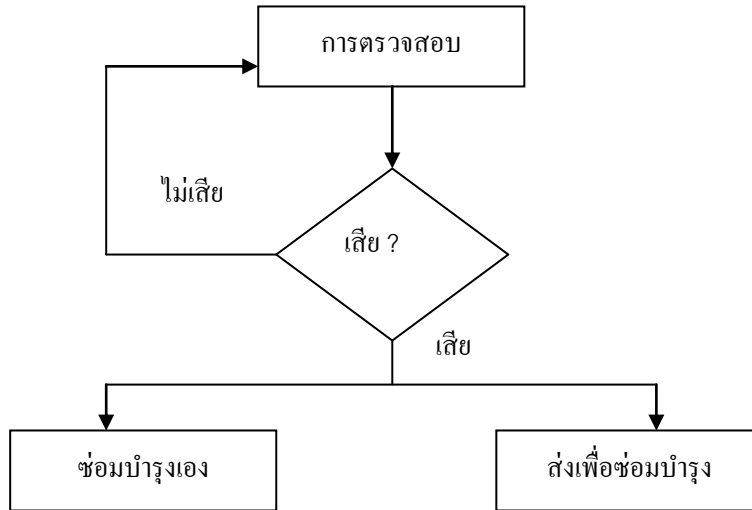 การตรวจสอบ
ไม่เสีย
เสีย ?
เสีย
ซ่อมบำรุงเอง
ส่งเพื่อซ่อมบำรุง